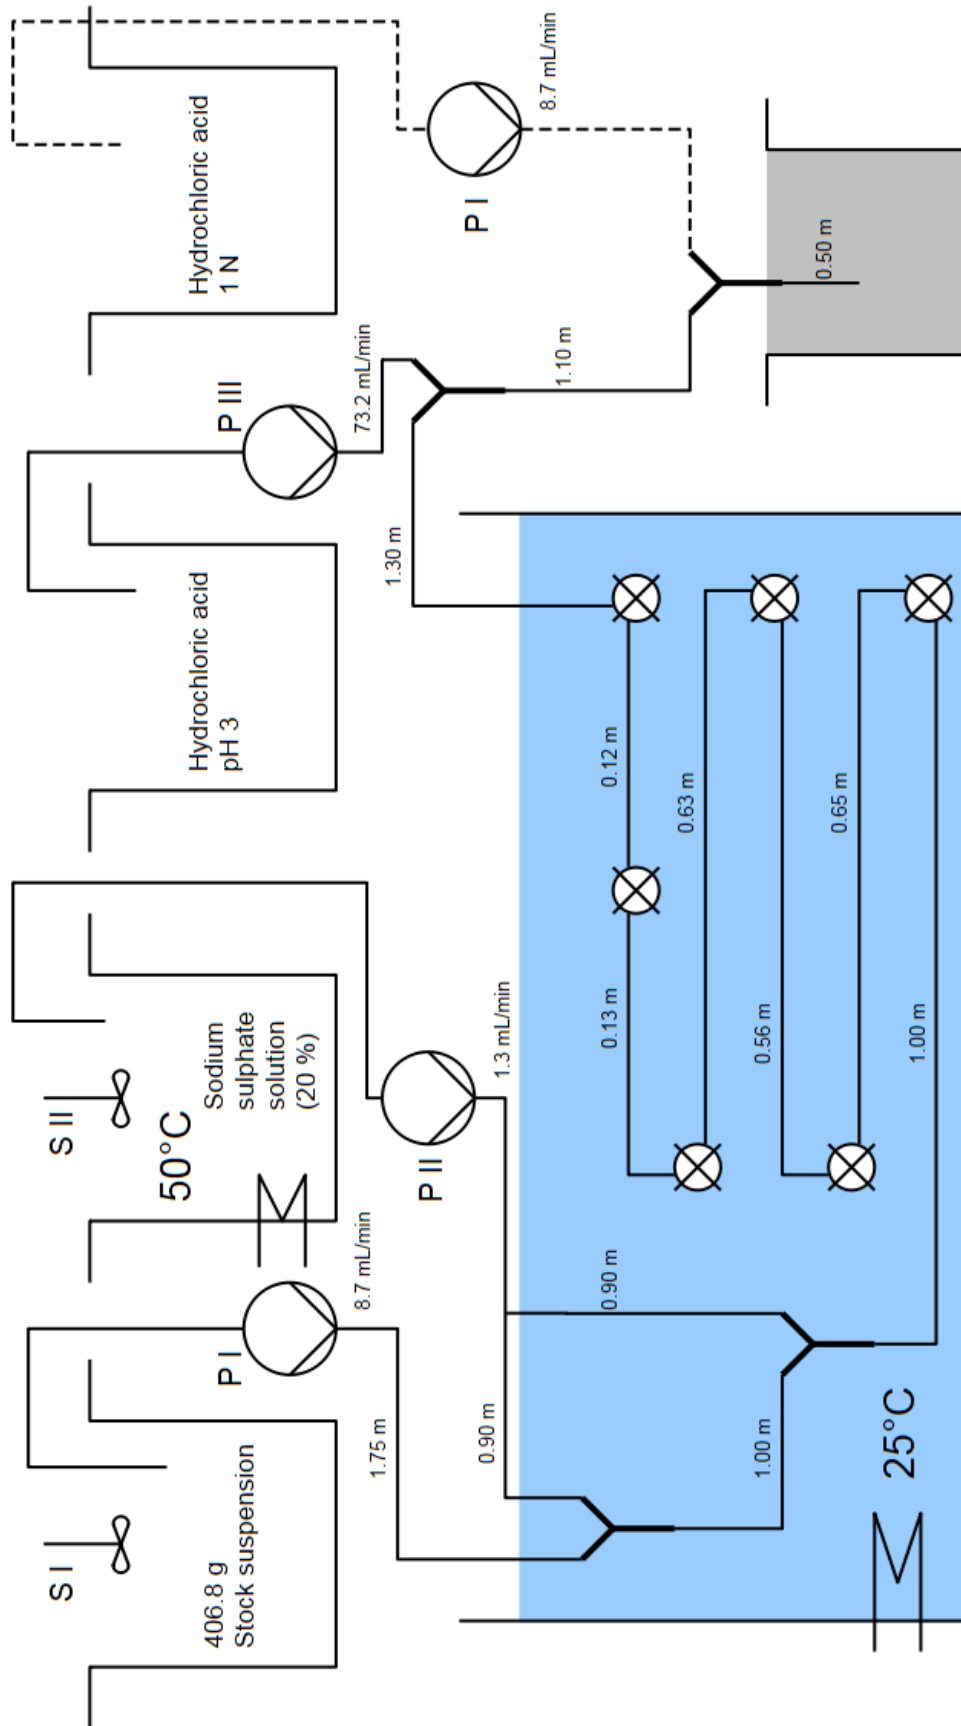 S I
406.8 g
Stock suspension
P I
8.7 mL/min
1.75 m
S II
50°C
Sodium
sulphate
solution
(20 %)
P II
1.3 mL/min
0.90 m
0.90 m
1.00 m
25°C
1.00 m
0.65 m
0.56 m
0.63 m
0.13 m
0.12 m
1.30 m
Hydrochloric acid
pH 3
P III
73.2 mL/min
1.10 m
Hydrochloric acid
1 N
P I
8.7 mL/min
0.50 m